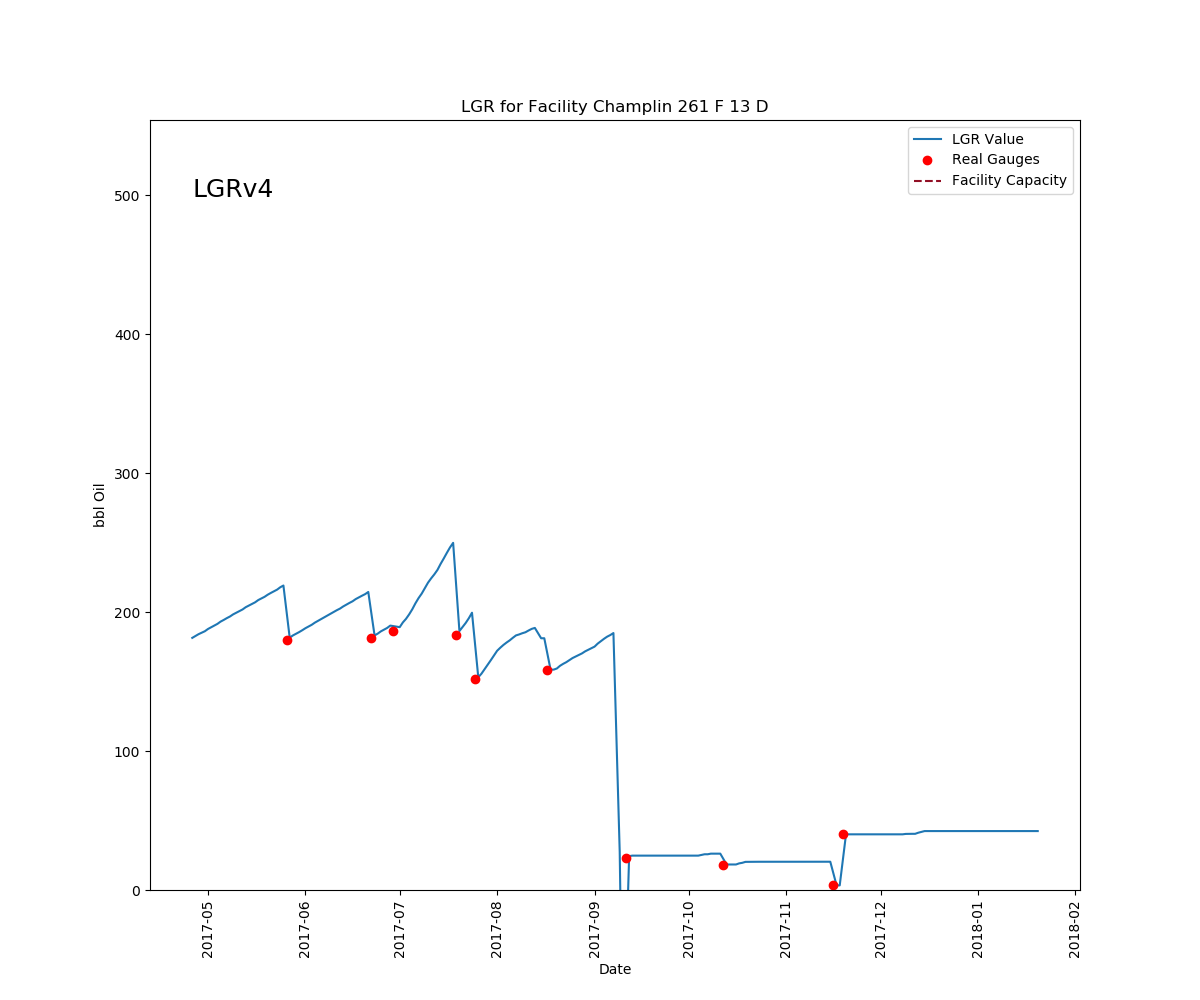 LGR for Facility Champlin 261 F 13 D
LGR Value
Real Gauges
Facility Capacity
LGRv4
500
400
300
200
100
0
bbl Oil
2017-05
2017-06
2017-07
2017-08
2017-09
2017-10
2017-11
2017-12
2018-01
2018-02
Date